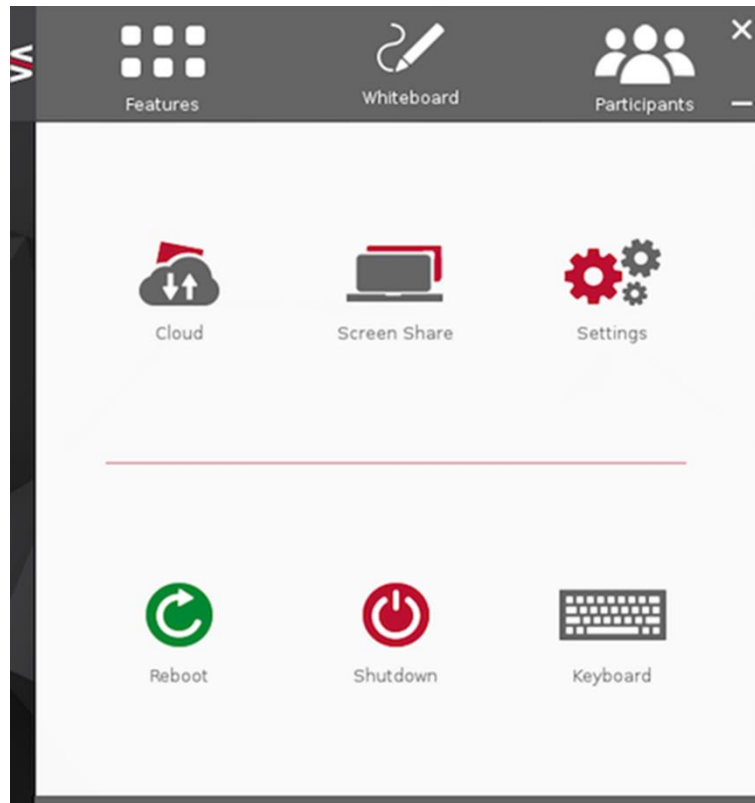 Features
Whiteboard
Participants
Cloud
Screen Share
Settings
Reboot
Shutdown
Keyboard